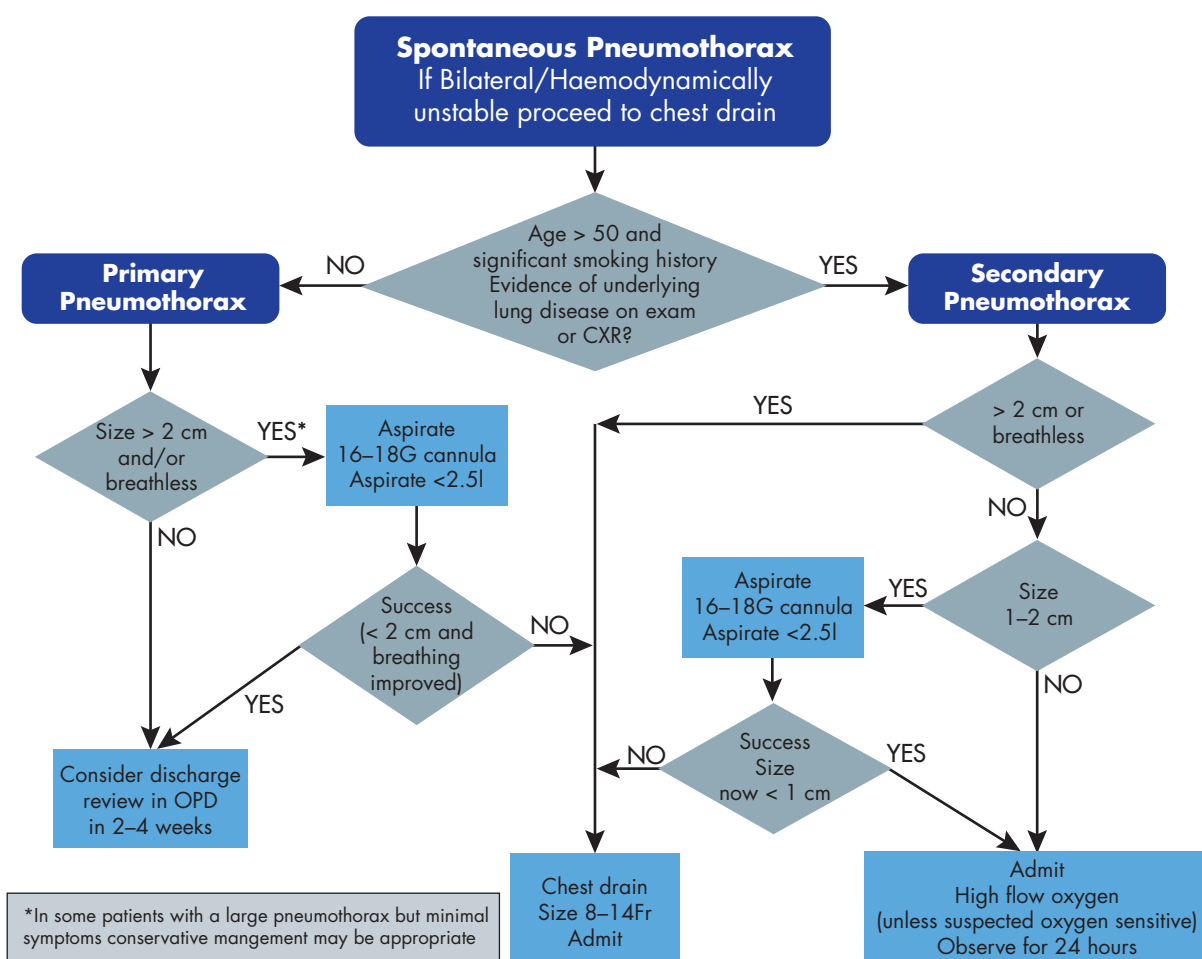 Spontaneous Pneumothorax
If Bilateral/Haemodynamically
unstable proceed to chest drain
Age > 50 and
significant smoking history
Evidence of underlying
lung disease on exam
or CXR?
NO
YES
Primary
Pneumothorax
Secondary
Pneumothorax
Size > 2 cm
and/or
breathless
YES*
Aspirate
16–18G cannula
Aspirate <2.5l
YES
> 2 cm or
breathless
NO
NO
Success
(< 2 cm and
breathing
improved)
NO
YES
Aspirate
16–18G cannula
Aspirate <2.5l
YES
Size
1–2 cm
NO
Success
Size
now < 1 cm
NO
YES
Consider discharge
review in OPD
in 2–4 weeks
Chest drain
Size 8–14Fr
Admit
Admit
High flow oxygen
(unless suspected oxygen sensitive)
Observe for 24 hours
*In some patients with a large pneumothorax but minimal
symptoms conservative mangement may be appropriate